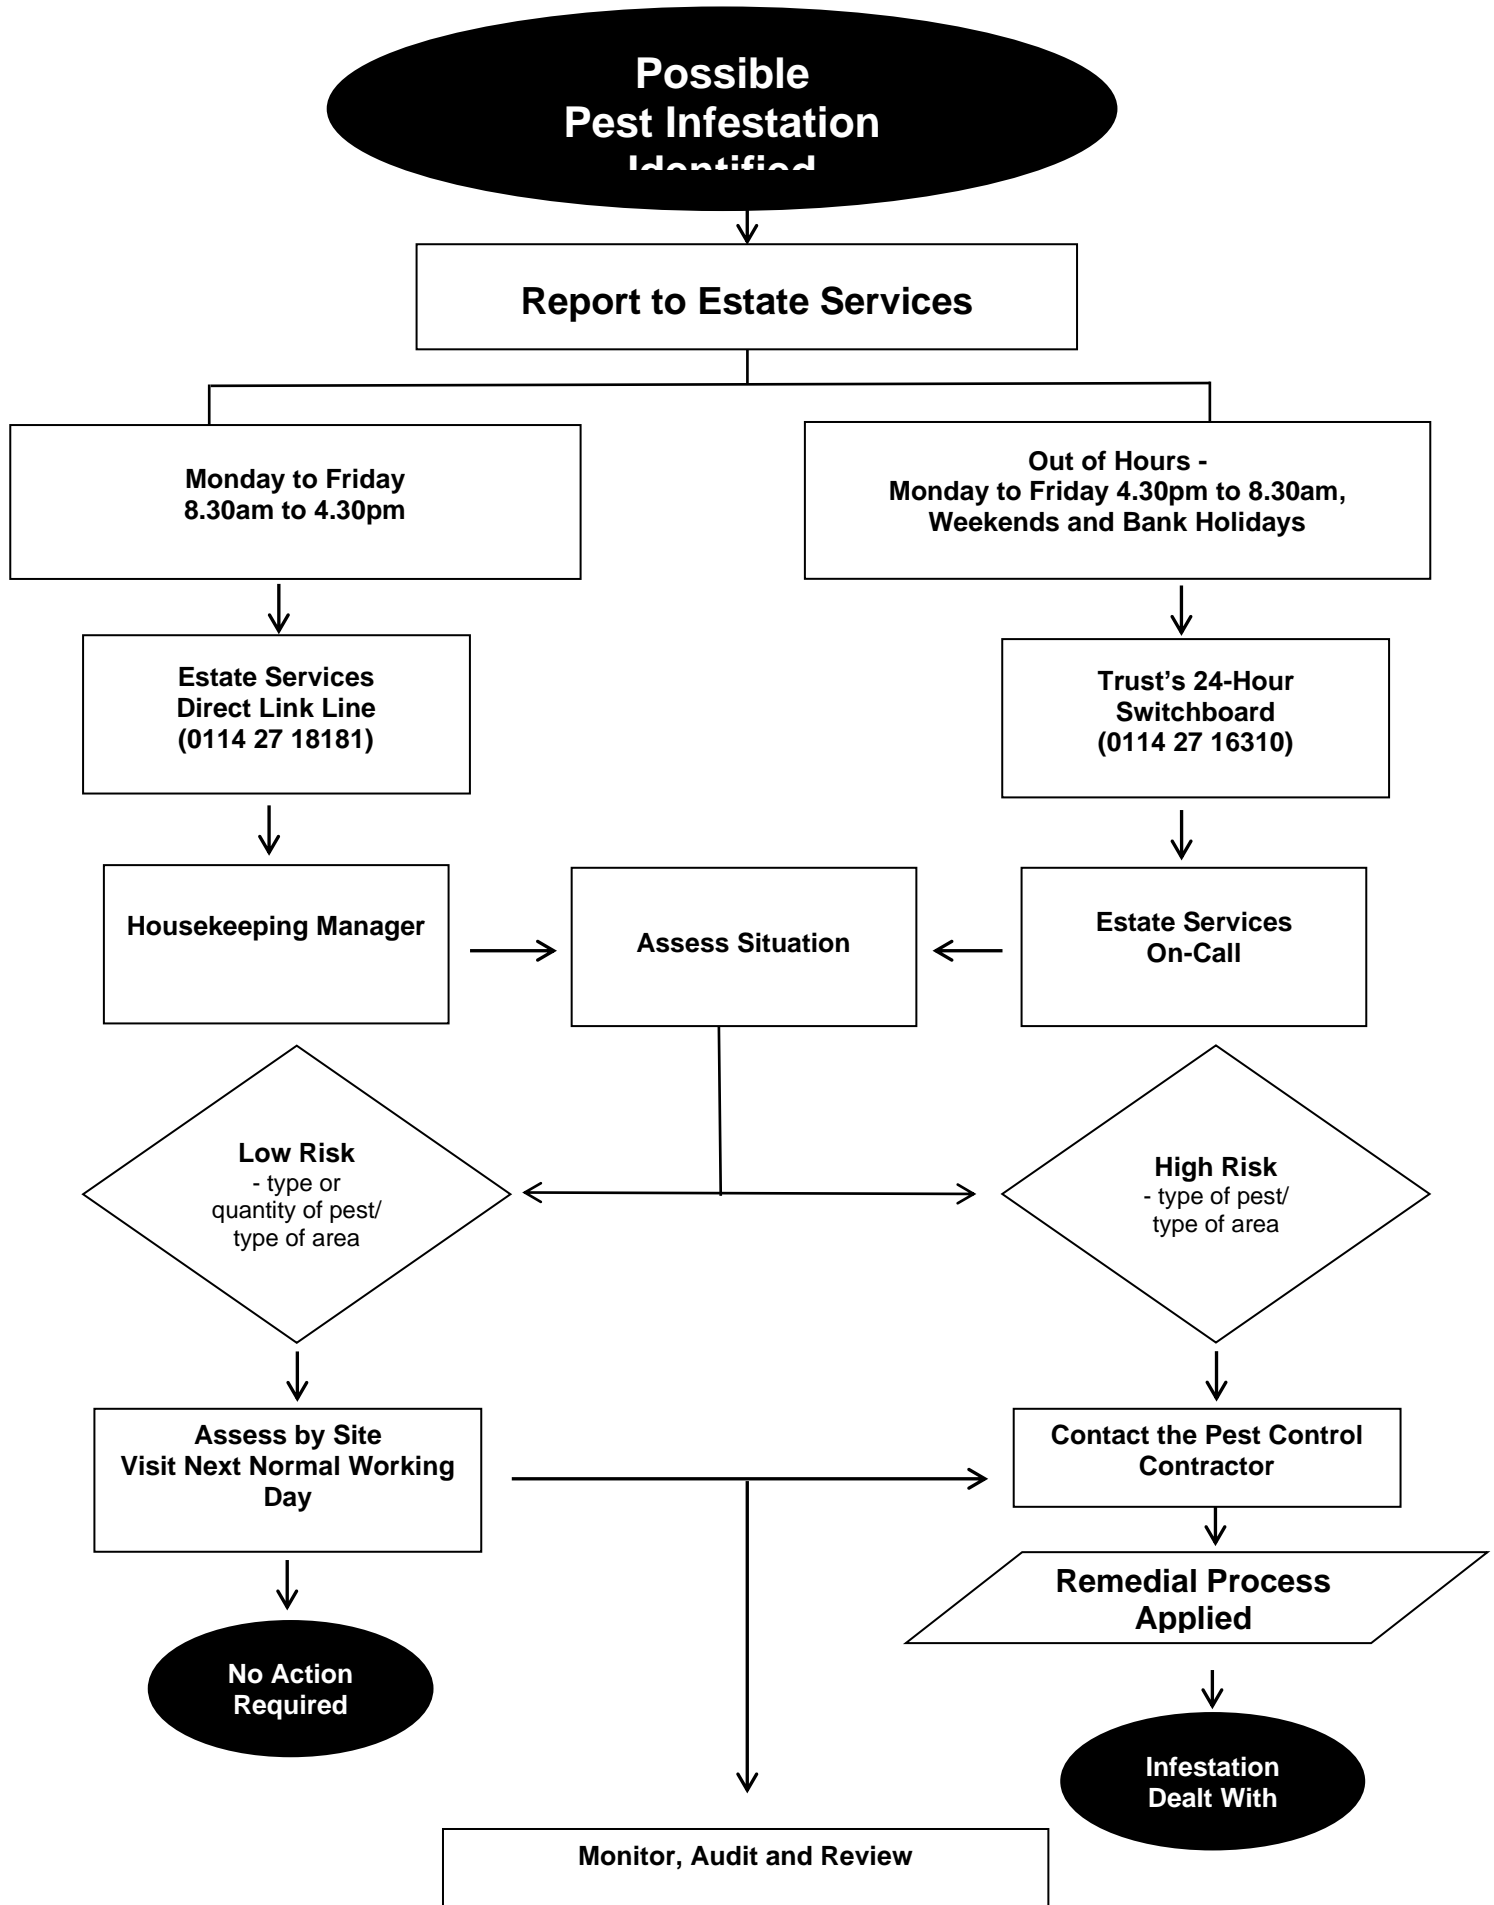 Possible
Pest Infestation
Identified
Report to Estate Services
Monday to Friday
8.30am to 4.30pm
Out of Hours -
Monday to Friday 4.30pm to 8.30am,
Weekends and Bank Holidays
Estate Services
Direct Link Line
(0114 27 18181)
Trust’s 24-Hour
Switchboard
(0114 27 16310)
Housekeeping Manager
Assess Situation
Estate Services
On-Call
Low Risk
- type or
quantity of pest/
type of area
High Risk
- type of pest/
type of area
Assess by Site
Visit Next Normal Working
Day
Contact the Pest Control
Contractor
Remedial Process
Applied
No Action
Required
Infestation
Dealt With
Monitor, Audit and Review